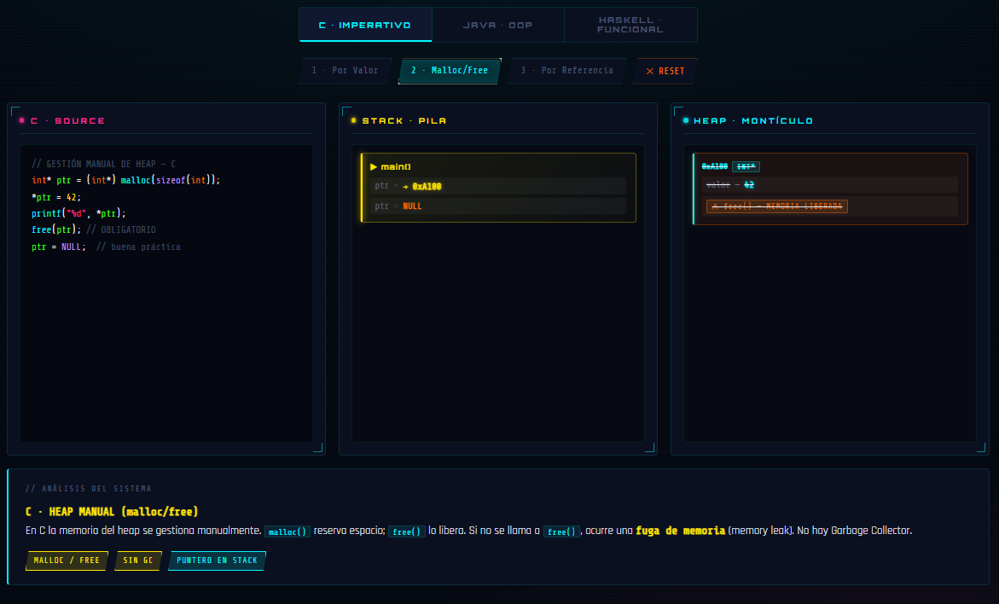 C · IMPERATIVO
JAVA · OOP
HASKELL ·
FUNCIONAL
1 · Por Valor
2 · Malloc/Free
3 · Por Referencia
✕ RESET
C · SOURCE
// GESTIÓN MANUAL DE HEAP — C
int* ptr = (int*) malloc(sizeof(int));
*ptr = 42;
printf("%d", *ptr);
free(ptr); // OBLIGATORIO
ptr = NULL;  // buena práctica
STACK · PILA
▶ main()
ptr = → 0xA100
ptr = NULL
HEAP · MONTÍCULO
0xA100 INT*
valor = 42
⚠ free() — MEMORIA LIBERADA
// ANÁLISIS DEL SISTEMA
C · HEAP MANUAL (malloc/free)
En C la memoria del heap se gestiona manualmente. malloc() reserva espacio; free() lo libera. Si no se llama a free(), ocurre una fuga de memoria (memory leak). No hay Garbage Collector.
MALLOC / FREE
SIN GC
PUNTERO EN STACK